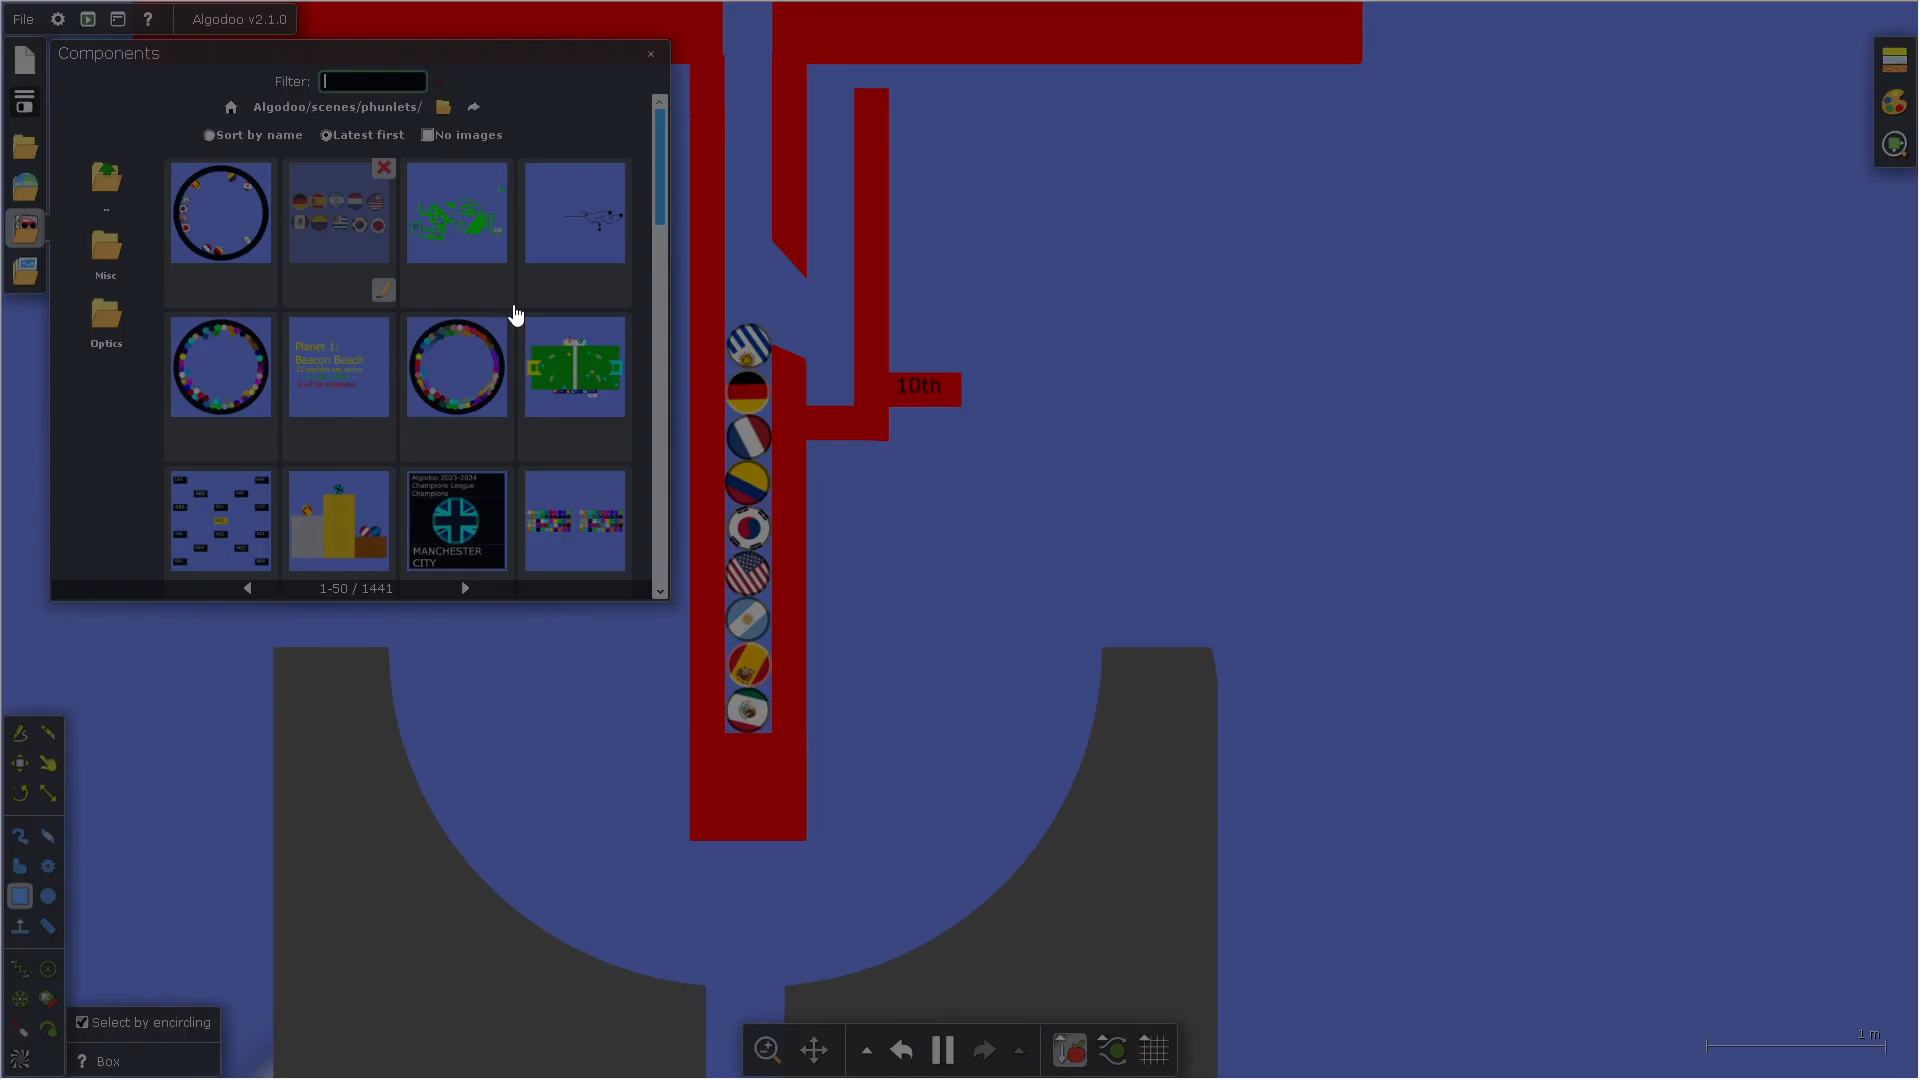 File
?
Algodoo v2.1.0
Components
×
Filter:
Algodoo/scenes/phunlets/
Sort by name
Latest first
No images
..
Misc
Optics
Planet 1:
Beacon Beach
Algodoo 2023-2024
Champions League
Champions
MANCHESTER
CITY
1-50 / 1441
10th
Select by encircling
? Box
1 m